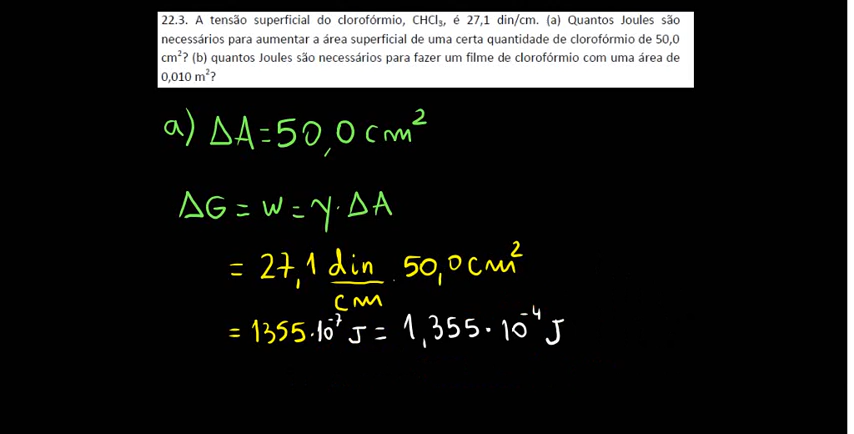 22.3. A tensão superficial do clorofórmio, CHCl₃, é 27,1 din/cm. (a) Quantos Joules são
necessários para aumentar a área superficial de uma certa quantidade de clorofórmio de 50,0
cm²? (b) quantos Joules são necessários para fazer um filme de clorofórmio com uma área de
0,010 m²?
a) ΔA = 50,0 cm²
ΔG = w = γ · ΔA
= 27,1 din/cm · 50,0 cm²
= 1355·10⁻⁷ J = 1,355 · 10⁻⁴ J